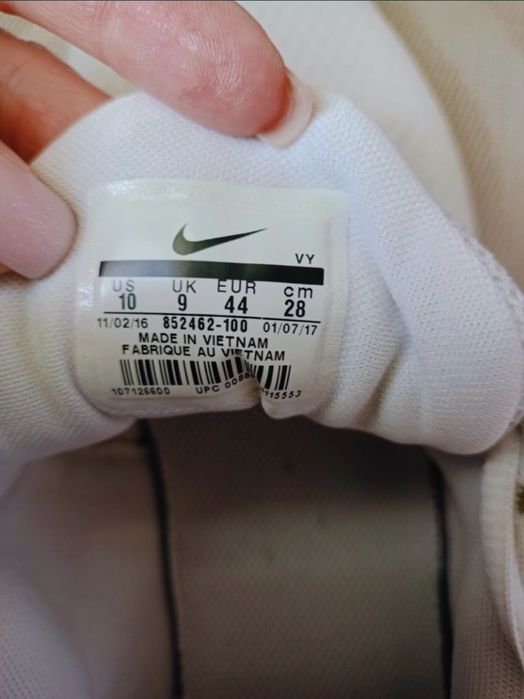 VY
US UK EUR cm
10 9 44 28
11/02/16 852462-100 01/07/17
MADE IN VIETNAM
FABRIQUE AU VIETNAM
107126600 UPC